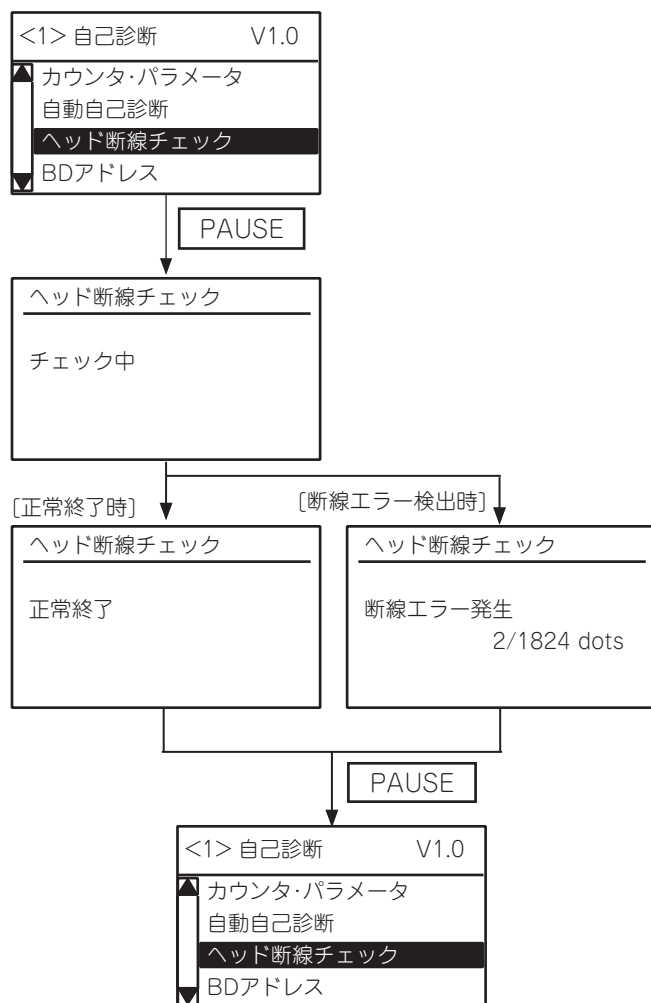 <1> 自己診断 V1.0
カウンタ・パラメータ
自動自己診断
ヘッド断線チェック
BDアドレス
PAUSE
ヘッド断線チェック
チェック中
[正常終了時]
[断線エラー検出時]
ヘッド断線チェック
正常終了
ヘッド断線チェック
断線エラー発生
2/1824 dots
PAUSE
<1> 自己診断 V1.0
カウンタ・パラメータ
自動自己診断
ヘッド断線チェック
BDアドレス